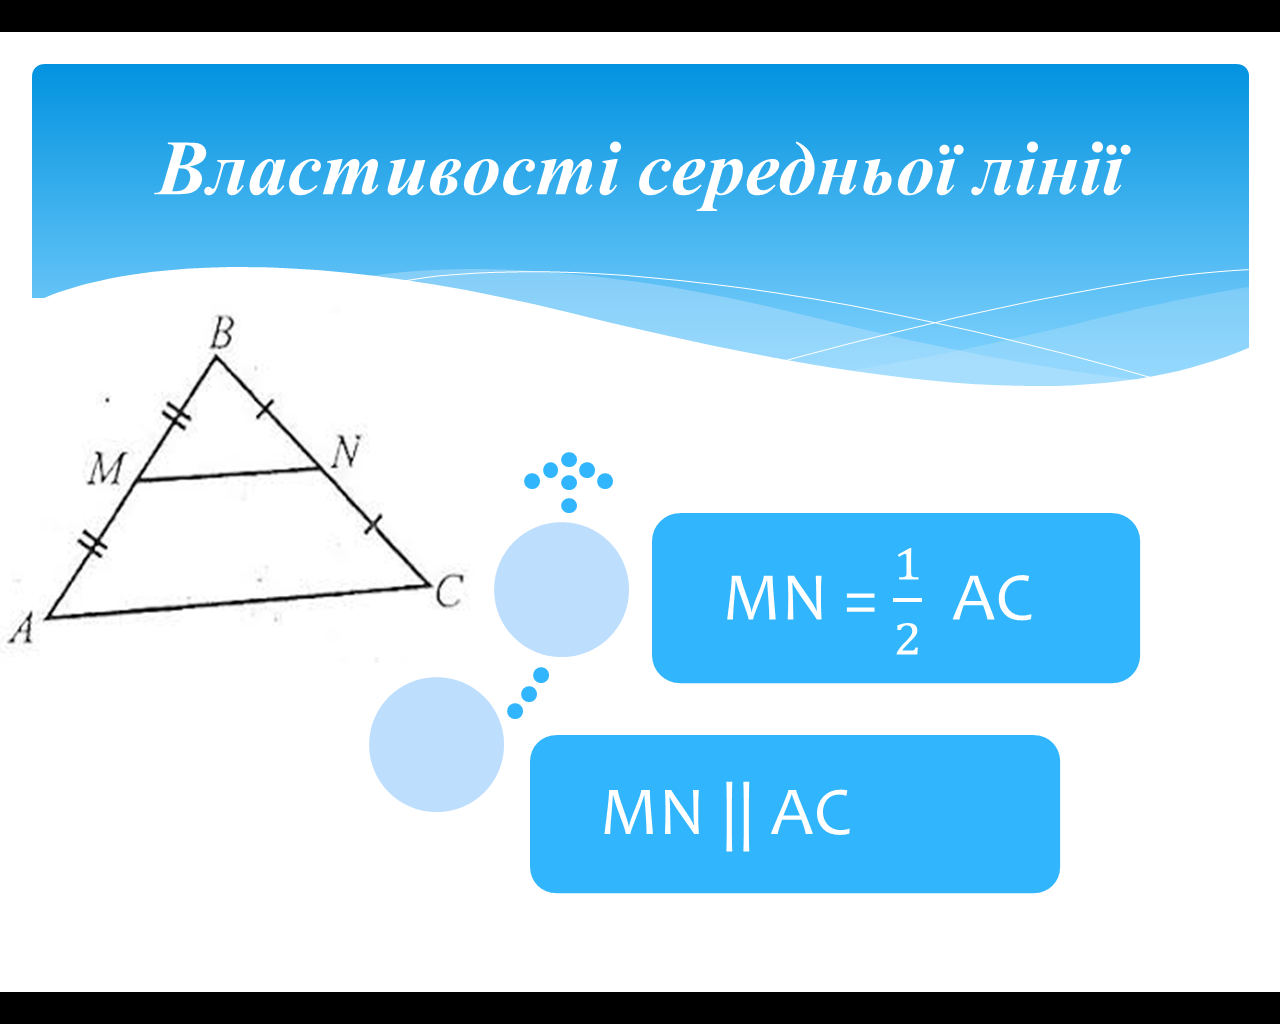 Властивості середньої лінії
B
M
N
A
C
MN = 1/2 AC
MN || AC